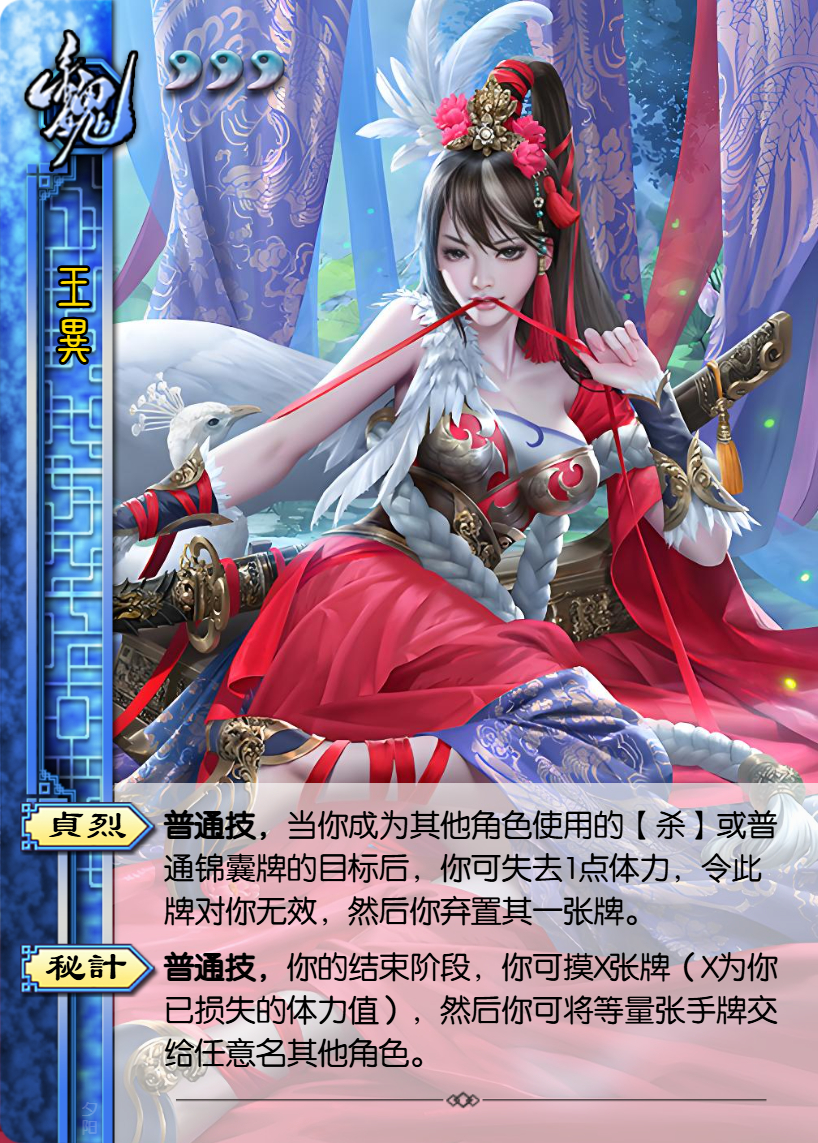 魏
王異
貞烈
普通技，当你成为其他角色使用的【杀】或普
通锦囊牌的目标后，你可失去1点体力，令此
牌对你无效，然后你弃置其一张牌。
秘計
普通技，你的结束阶段，你可摸X张牌（X为你
已损失的体力值），然后你可将等量张手牌交
给任意名其他角色。
夕阳